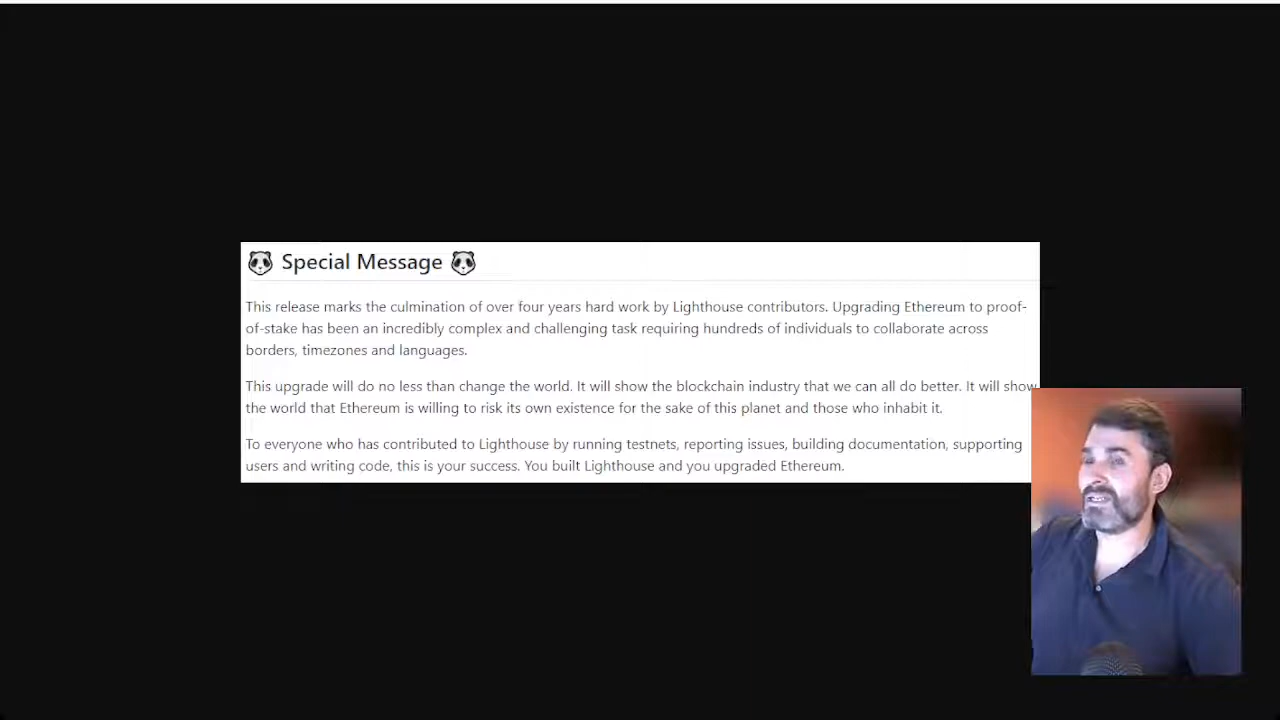 🐼 Special Message 🐼
This release marks the culmination of over four years hard work by Lighthouse contributors. Upgrading Ethereum to proof-
of-stake has been an incredibly complex and challenging task requiring hundreds of individuals to collaborate across
borders, timezones and languages.
This upgrade will do no less than change the world. It will show the blockchain industry that we can all do better. It will show
the world that Ethereum is willing to risk its own existence for the sake of this planet and those who inhabit it.
To everyone who has contributed to Lighthouse by running testnets, reporting issues, building documentation, supporting
users and writing code, this is your success. You built Lighthouse and you upgraded Ethereum.